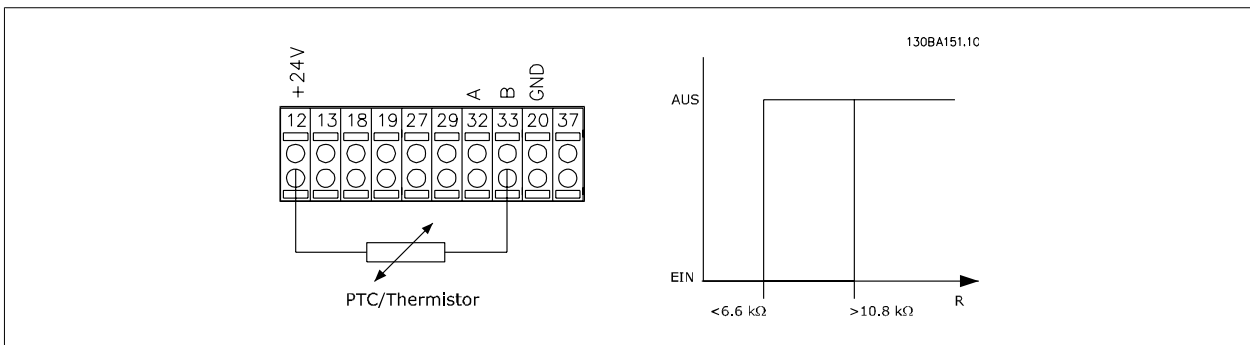 130BA151.10
+24V
A
B
GND
12 13 18 19 27 29 32 33 20 37
PTC/Thermistor
AUS
EIN
<6.6 kΩ
>10.8 kΩ
R